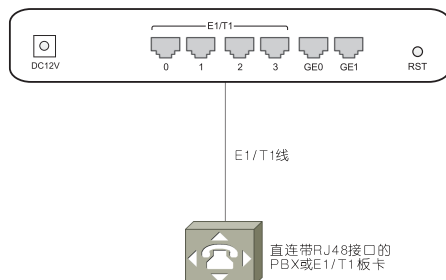 E1/T1
DC12V
0
1
2
3
GE0
GE1
RST
E1/T1线
直连带RJ48接口的
PBX或E1/T1板卡